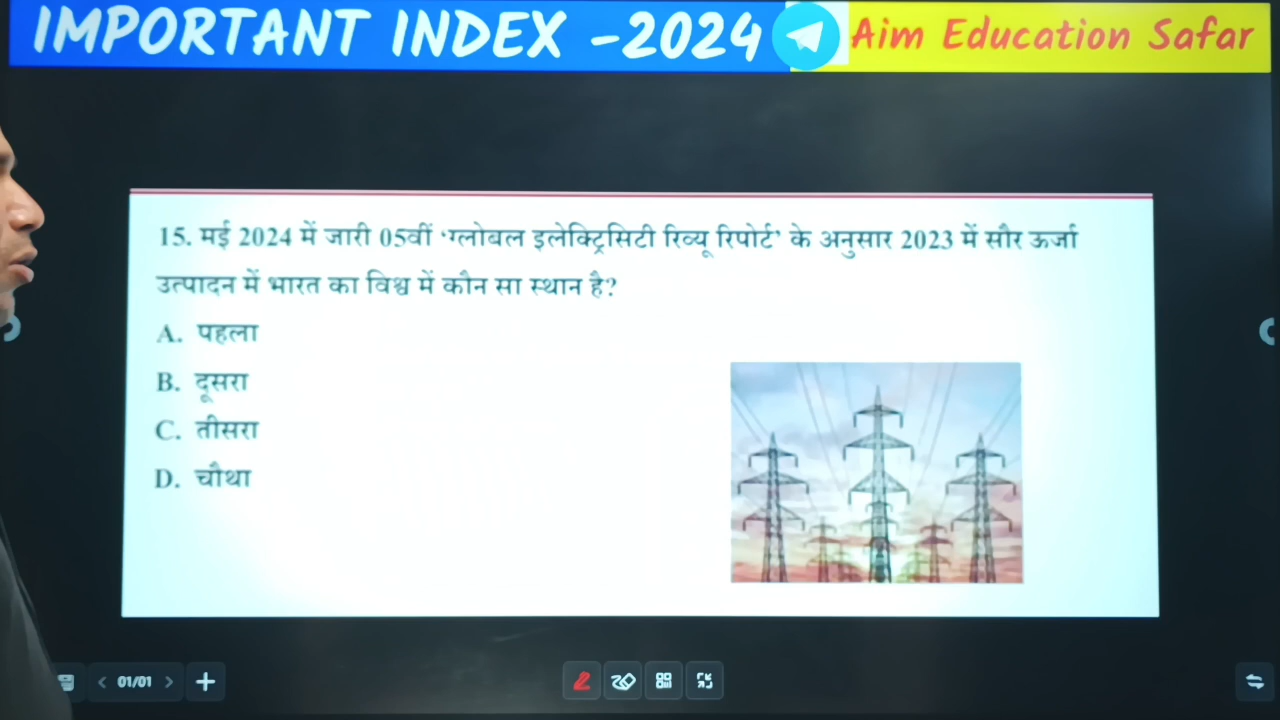 IMPORTANT INDEX -2024
Aim Education Safar
15. मई 2024 में जारी 05वीं ‘ग्लोबल इलेक्ट्रिसिटी रिव्यू रिपोर्ट’ के अनुसार 2023 में सौर ऊर्जा
उत्पादन में भारत का विश्व में कौन सा स्थान है?
A. पहला
B. दूसरा
C. तीसरा
D. चौथा
01/01